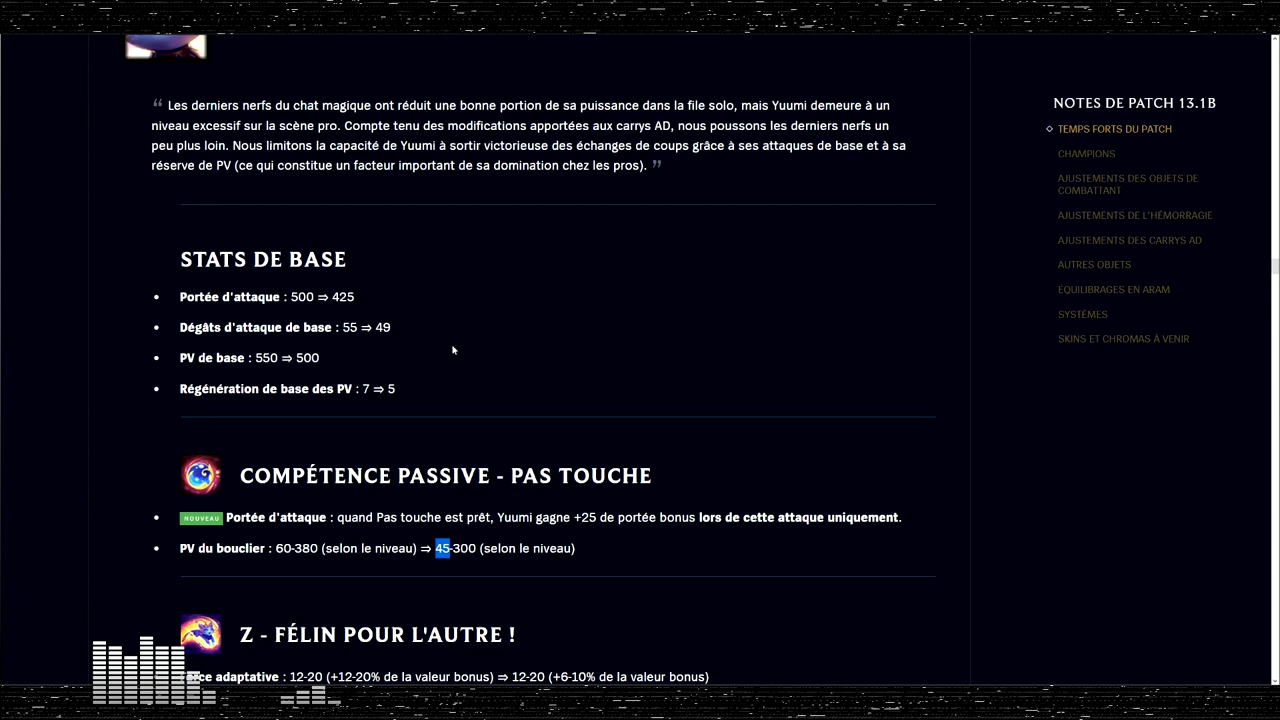 “ Les derniers nerfs du chat magique ont réduit une bonne portion de sa puissance dans la file solo, mais Yuumi demeure à un
niveau excessif sur la scène pro. Compte tenu des modifications apportées aux carrys AD, nous poussons les derniers nerfs un
peu plus loin. Nous limitons la capacité de Yuumi à sortir victorieuse des échanges de coups grâce à ses attaques de base et à sa
réserve de PV (ce qui constitue un facteur important de sa domination chez les pros). ”
STATS DE BASE
• Portée d'attaque : 500 ⇒ 425
• Dégâts d'attaque de base : 55 ⇒ 49
• PV de base : 550 ⇒ 500
• Régénération de base des PV : 7 ⇒ 5
COMPÉTENCE PASSIVE - PAS TOUCHE
• NOUVEAU Portée d'attaque : quand Pas touche est prêt, Yuumi gagne +25 de portée bonus lors de cette attaque uniquement.
• PV du bouclier : 60-380 (selon le niveau) ⇒ 45-300 (selon le niveau)
Z - FÉLIN POUR L'AUTRE !
adaptative : 12-20 (+12-20% de la valeur bonus) ⇒ 12-20 (+6-10% de la valeur bonus)
NOTES DE PATCH 13.1B
TEMPS FORTS DU PATCH
CHAMPIONS
AJUSTEMENTS DES OBJETS DE
COMBATTANT
AJUSTEMENTS DE L'HÉMORRAGIE
AJUSTEMENTS DES CARRYS AD
AUTRES OBJETS
ÉQUILIBRAGES EN ARAM
SYSTÈMES
SKINS ET CHROMAS À VENIR